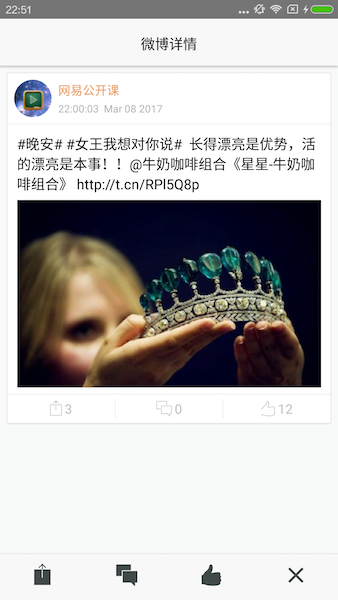 22:51
微博详情
网易公开课
22:00:03 Mar 08 2017
#晚安# #女王我想对你说# 长得漂亮是优势，活
的漂亮是本事！！@牛奶咖啡组合《星星-牛奶咖
啡组合》 http://t.cn/RPl5Q8p
3
0
12